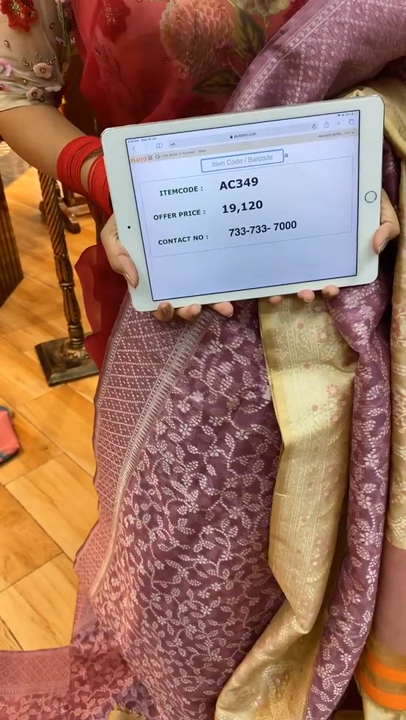 Item Code / Barcode
ITEMCODE : AC349
OFFER PRICE : 19,120
CONTACT NO : 733-733- 7000